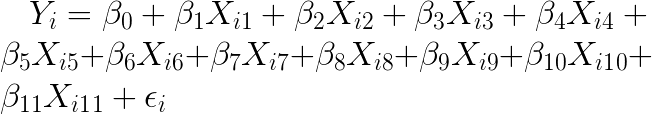 Y_i = β_0 + β_1X_{i1} + β_2X_{i2} + β_3X_{i3} + β_4X_{i4} +
β_5X_{i5}+β_6X_{i6}+β_7X_{i7}+β_8X_{i8}+β_9X_{i9}+β_{10}X_{i10}+
β_{11}X_{i11} + ϵ_i